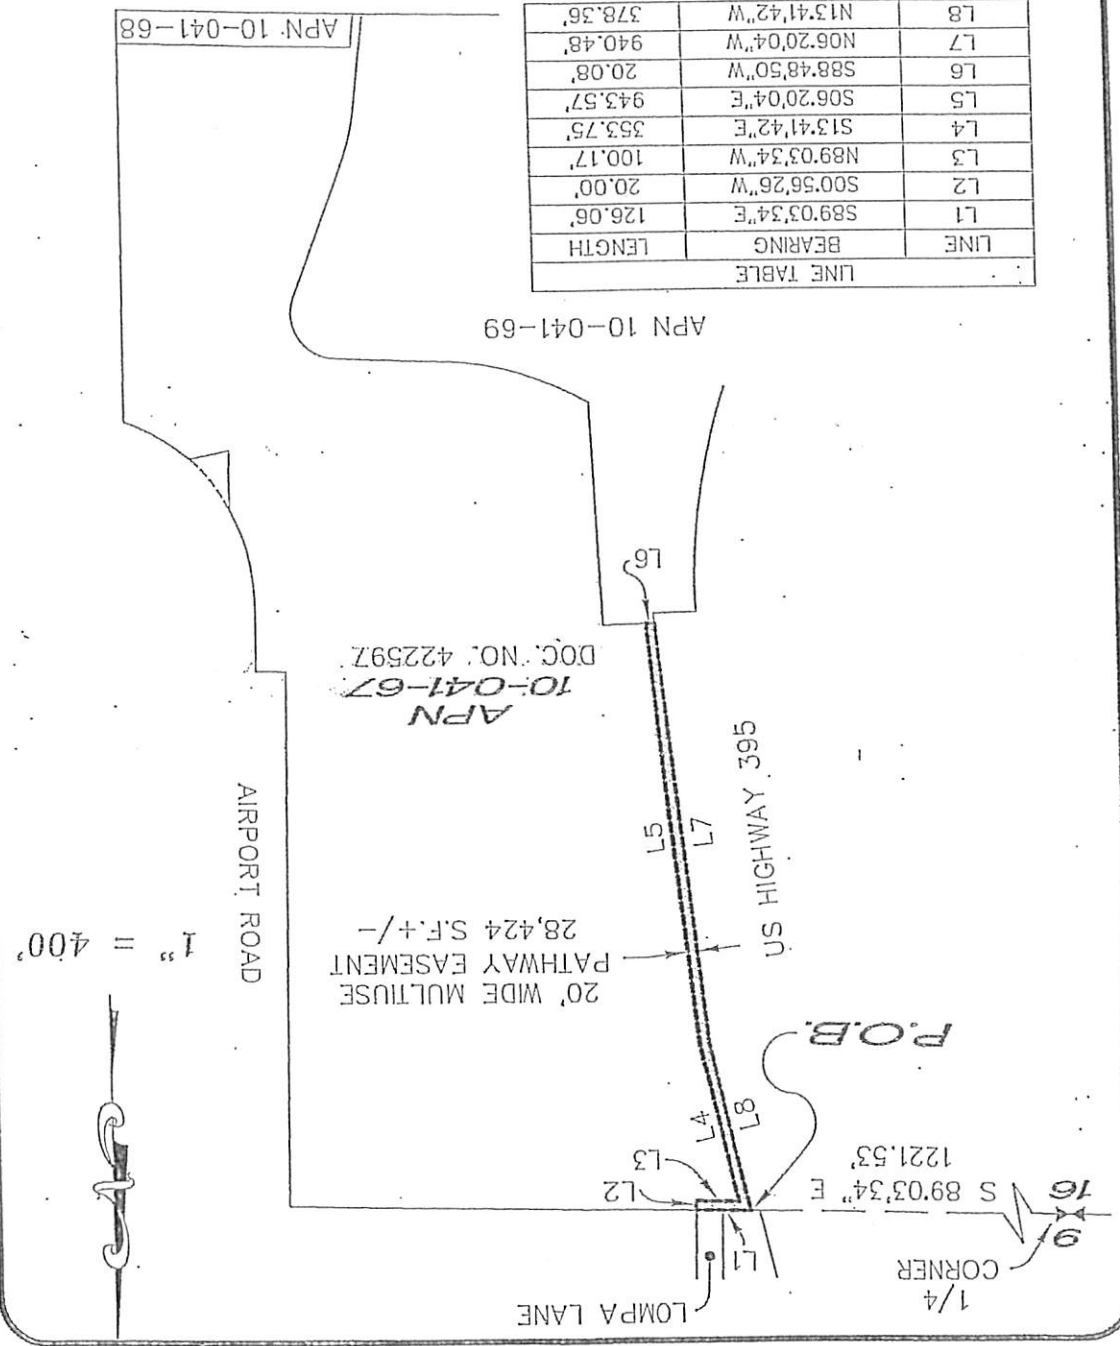 LOMPA LANE
1/4
CORNER
9
16
S 89°03'34" E
1221.53'
L1
L2
L3
P.O.B.
L4
L8
20' WIDE MULTIUSE
PATHWAY EASEMENT
28,424 S.F.+/-
1" = 400'
AIRPORT ROAD
US HIGHWAY 395
L5
L7
APN
10-041-67
DOC. NO. 422597
L6
APN 10-041-69
LINE TABLE
LINE BEARING LENGTH
L1 S89°03'34"E 126.06'
L2 S00°56'26"W 20.00'
L3 N89°03'34"W 100.17'
L4 S13°41'42"E 353.75'
L5 S06°20'04"E 943.57'
L6 S88°48'50"W 20.08'
L7 N06°20'04"W 940.48'
L8 N13°41'42"W 378.36'
APN 10-041-68